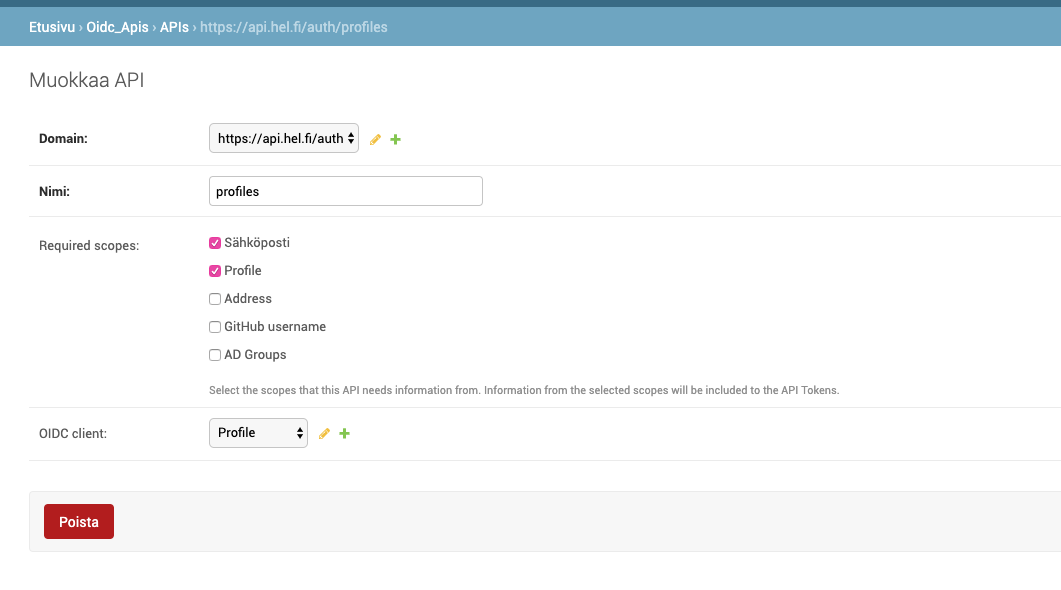 Etusivu › Oidc_Apis › APIs › https://api.hel.fi/auth/profiles
Muokkaa API
Domain: https://api.hel.fi/auth
Nimi: profiles
Required scopes: Sähköposti
Profile
Address
GitHub username
AD Groups
Select the scopes that this API needs information from. Information from the selected scopes will be included to the API Tokens.
OIDC client: Profile
Poista